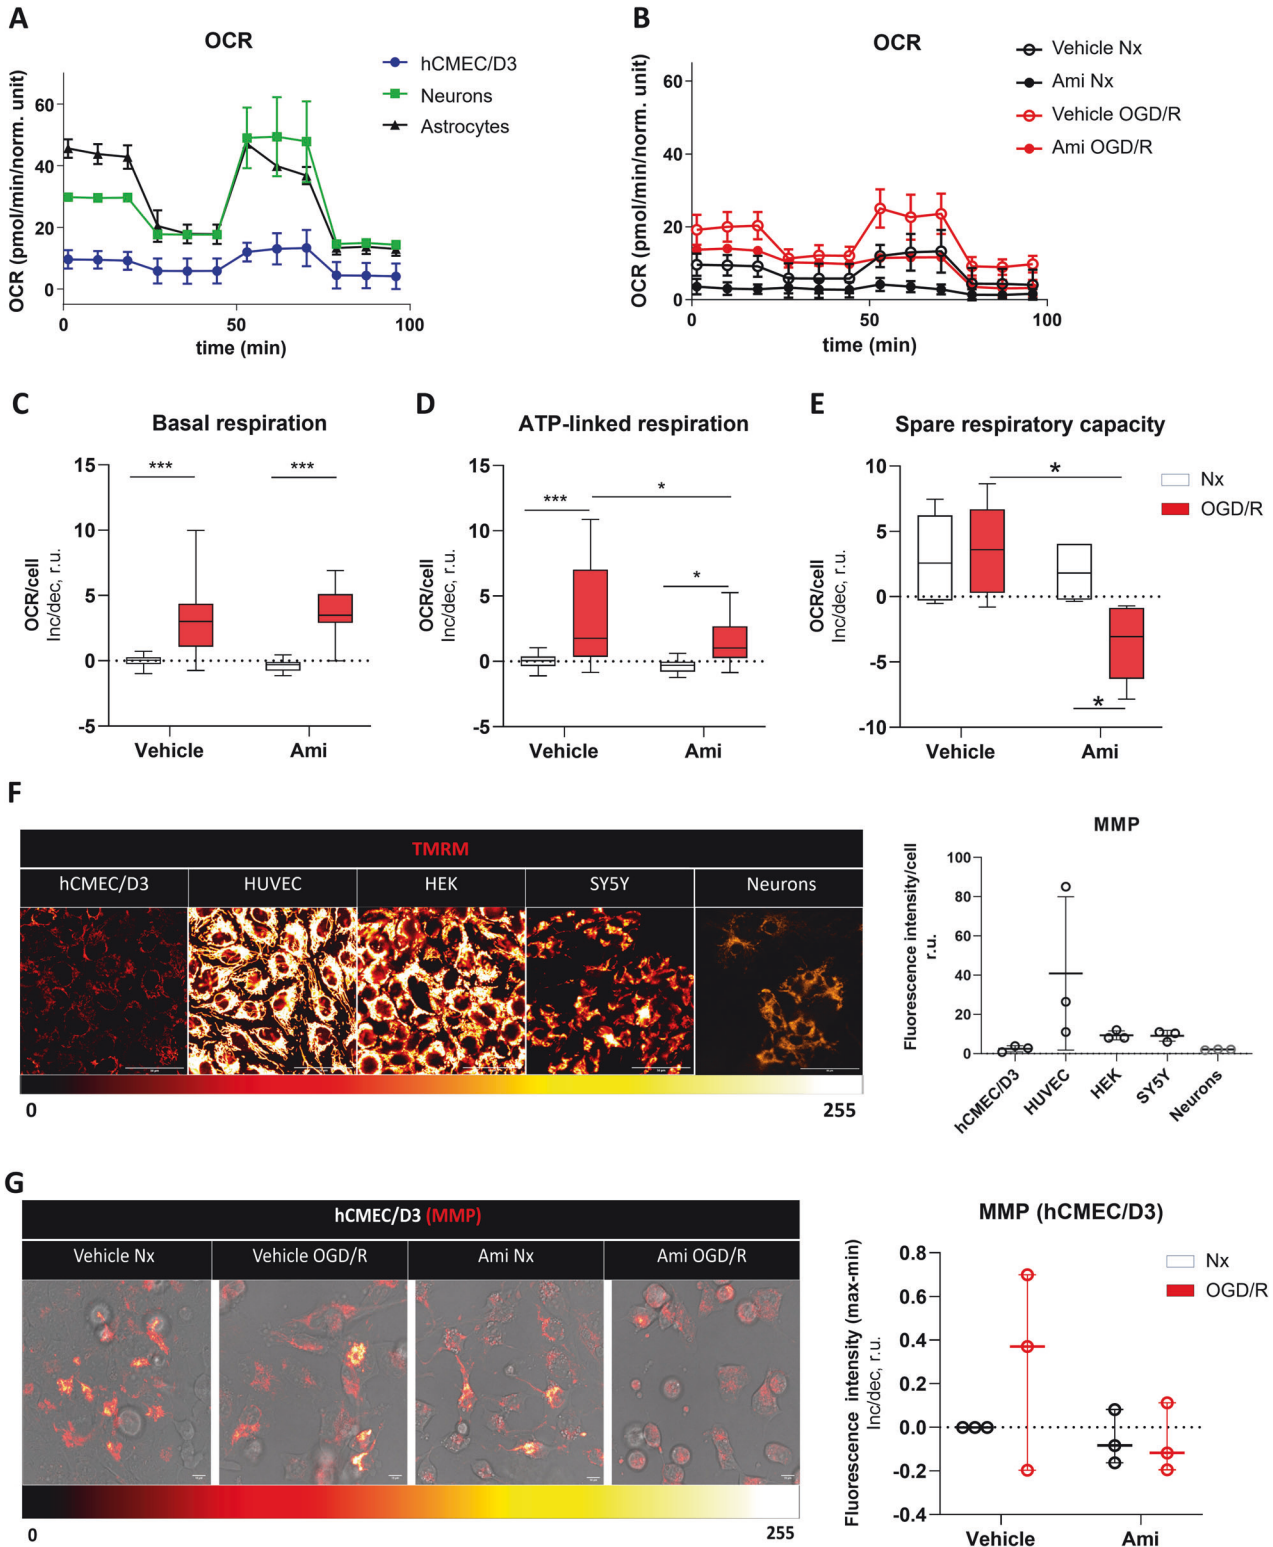 A
OCR
OCR (pmol/min/norm. unit)
60
40
20
0
0
50
100
time (min)
hCMEC/D3
Neurons
Astrocytes
B
OCR
OCR (pmol/min/norm. unit)
60
40
20
0
0
50
100
time (min)
Vehicle Nx
Ami Nx
Vehicle OGD/R
Ami OGD/R
C
Basal respiration
OCR/cell
Inc/dec, r.u.
15
10
5
0
-5
***
***
Vehicle
Ami
D
ATP-linked respiration
OCR/cell
Inc/dec, r.u.
15
10
5
0
-5
***
*
*
Vehicle
Ami
E
Spare respiratory capacity
OCR/cell
Inc/dec, r.u.
10
5
0
-5
-10
*
*
Vehicle
Ami
Nx
OGD/R
F
TMRM
hCMEC/D3
HUVEC
HEK
SY5Y
Neurons
0
255
MMP
Fluorescence intensity/cell
r.u.
100
80
60
40
20
0
hCMEC/D3
HUVEC
HEK
SY5Y
Neurons
G
hCMEC/D3 (MMP)
Vehicle Nx
Vehicle OGD/R
Ami Nx
Ami OGD/R
0
255
MMP (hCMEC/D3)
Fluorescence intensity (max-min)
Inc/dec, r.u.
0.8
0.6
0.4
0.2
0.0
-0.2
-0.4
Vehicle
Ami
Nx
OGD/R